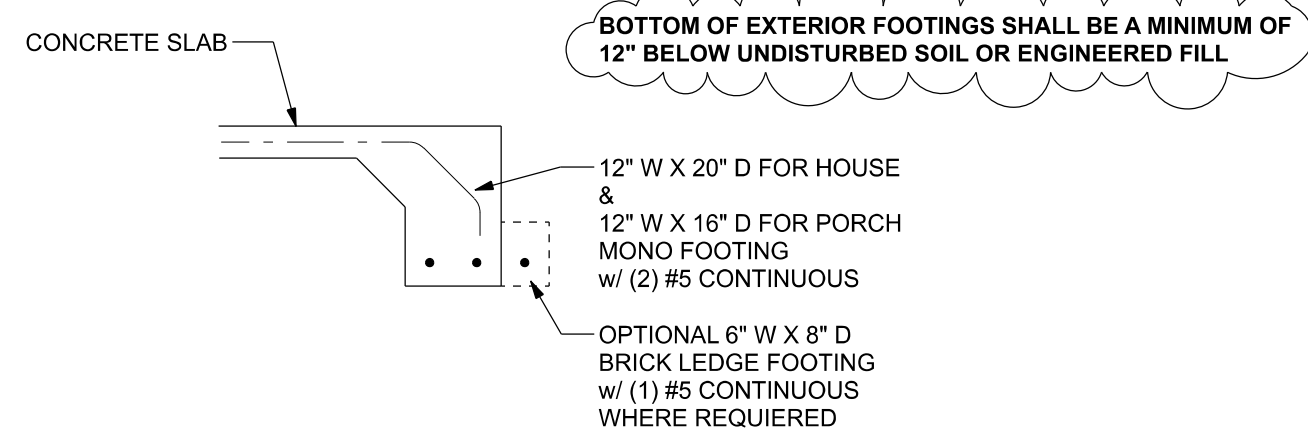 BOTTOM OF EXTERIOR FOOTINGS SHALL BE A MINIMUM OF
12" BELOW UNDISTURBED SOIL OR ENGINEERED FILL
CONCRETE SLAB
12" W X 20" D FOR HOUSE
&
12" W X 16" D FOR PORCH
MONO FOOTING
w/ (2) #5 CONTINUOUS
OPTIONAL 6" W X 8" D
BRICK LEDGE FOOTING
w/ (1) #5 CONTINUOUS
WHERE REQUIERED